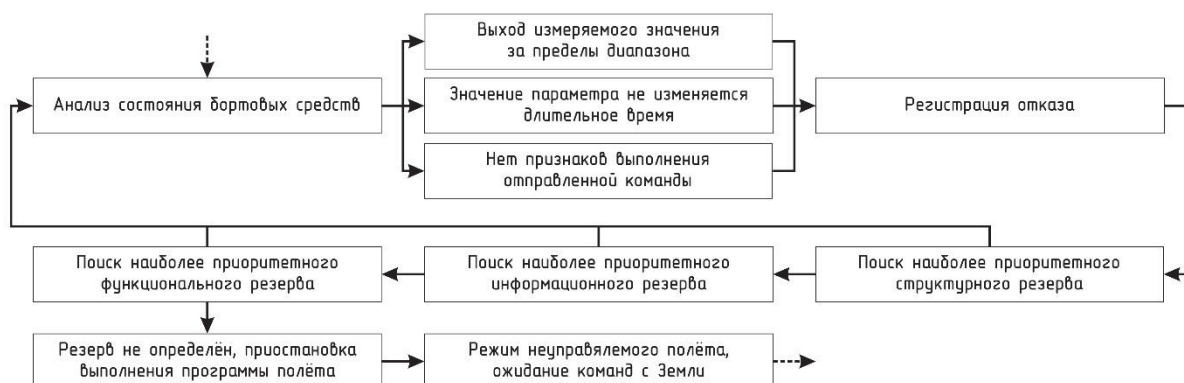 Выход измеряемого значения
за пределы диапазона
Анализ состояния бортовых средств
Значение параметра не изменяется
длительное время
Регистрация отказа
Нет признаков выполнения
отправленной команды
Поиск наиболее приоритетного
функционального резерва
Поиск наиболее приоритетного
информационного резерва
Поиск наиболее приоритетного
структурного резерва
Резерв не определён, приостановка
выполнения программы полёта
Режим неуправялемого полёта,
ожидание команд с Земли